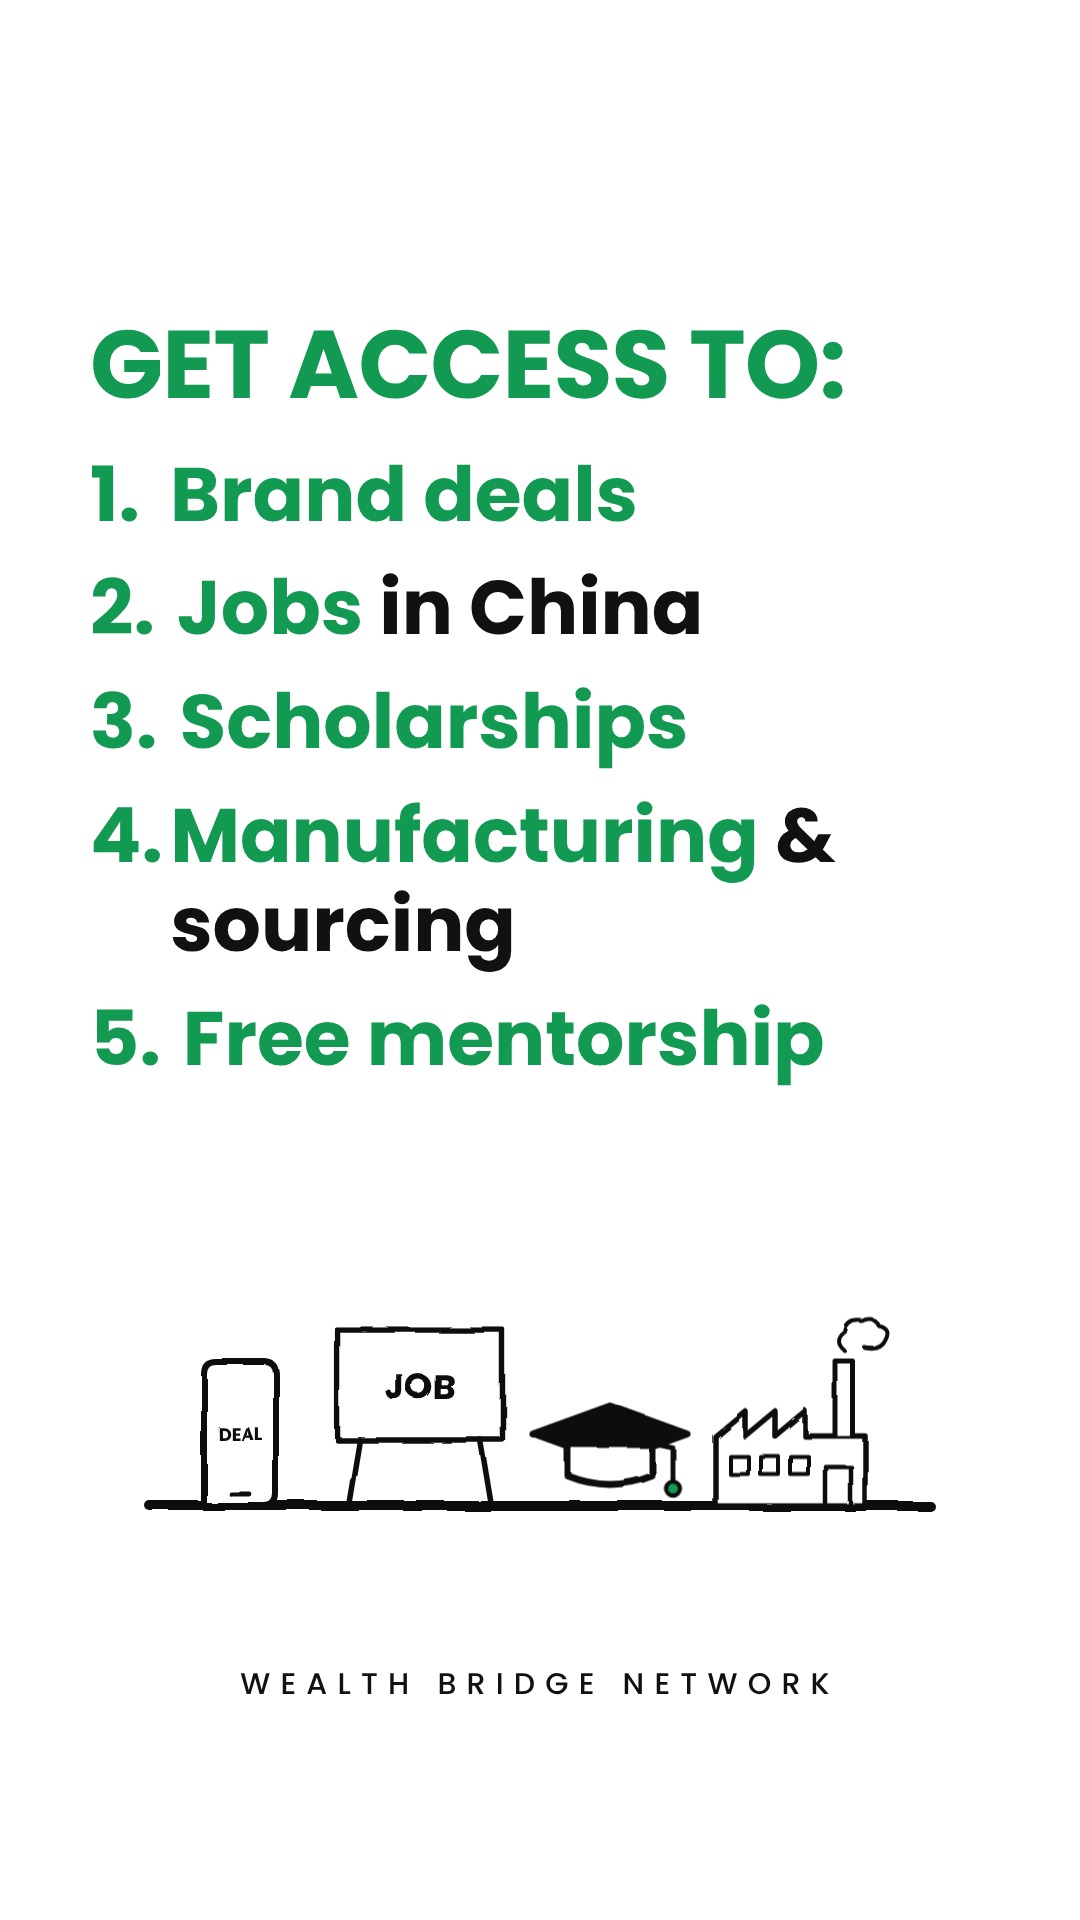 GET ACCESS TO:
1. Brand deals
2. Jobs in China
3. Scholarships
4. Manufacturing &
sourcing
5. Free mentorship
DEAL
JOB
WEALTH BRIDGE NETWORK